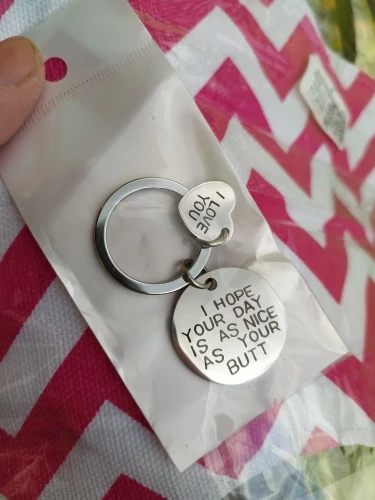 I LOVE
YOU
I HOPE
YOUR DAY
IS AS NICE
AS YOUR
BUTT